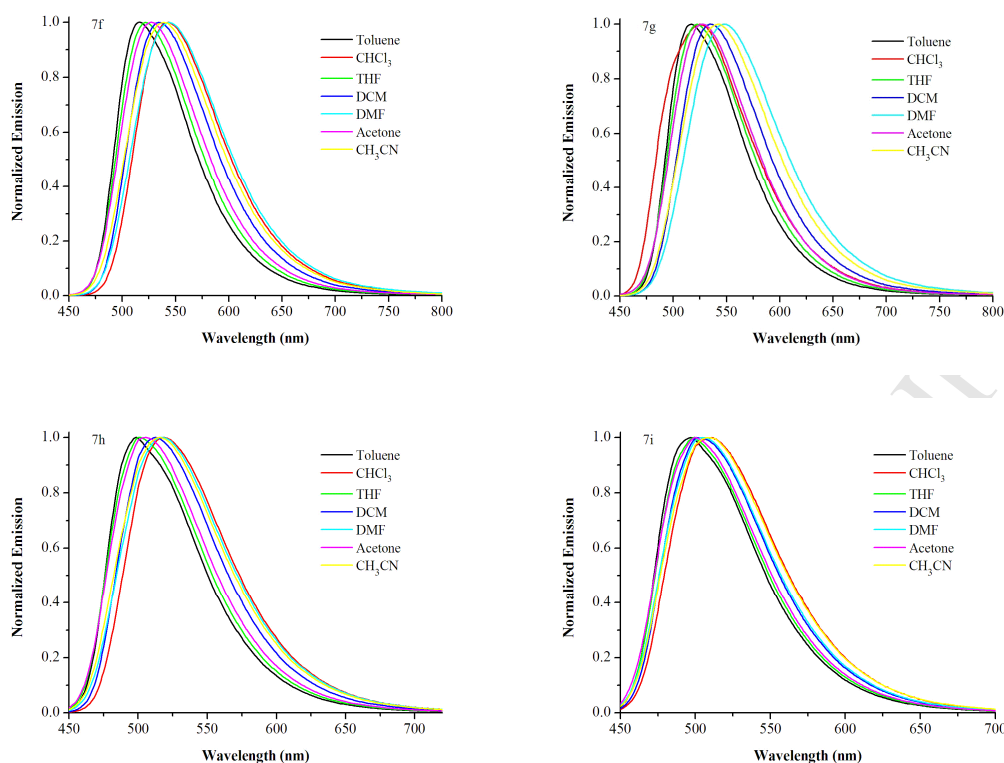 7f
Toluene
CHCl₃
THF
DCM
DMF
Acetone
CH₃CN
Normalized Emission
1.0
0.8
0.6
0.4
0.2
0.0
450 500 550 600 650 700 750 800
Wavelength (nm)
7g
Toluene
CHCl₃
THF
DCM
DMF
Acetone
CH₃CN
Normalized Emission
1.0
0.8
0.6
0.4
0.2
0.0
450 500 550 600 650 700 750 800
Wavelength (nm)
7h
Toluene
CHCl₃
THF
DCM
DMF
Acetone
CH₃CN
Normalized Emission
1.0
0.8
0.6
0.4
0.2
0.0
450 500 550 600 650 700
Wavelength (nm)
7i
Toluene
CHCl₃
THF
DCM
DMF
Acetone
CH₃CN
Normalized Emission
1.0
0.8
0.6
0.4
0.2
0.0
450 500 550 600 650 700
Wavelength (nm)